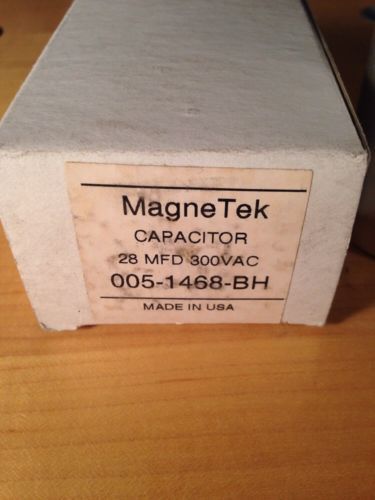 MagneTek
CAPACITOR
28 MFD 300VAC
005-1468-BH
MADE IN USA